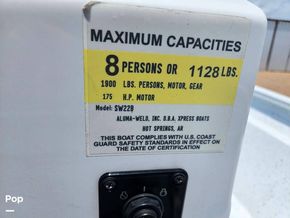 MAXIMUM CAPACITIES
8 PERSONS OR 1128 LBS.
1900 LBS. PERSONS, MOTOR, GEAR
175 H.P. MOTOR
Model: SW22B
ALUMA-WELD, INC. D.B.A. XPRESS BOATS
HOT SPRINGS, AR
THIS BOAT COMPLIES WITH U.S. COAST
GUARD SAFETY STANDARDS IN EFFECT ON
THE DATE OF CERTIFICATION
Pop